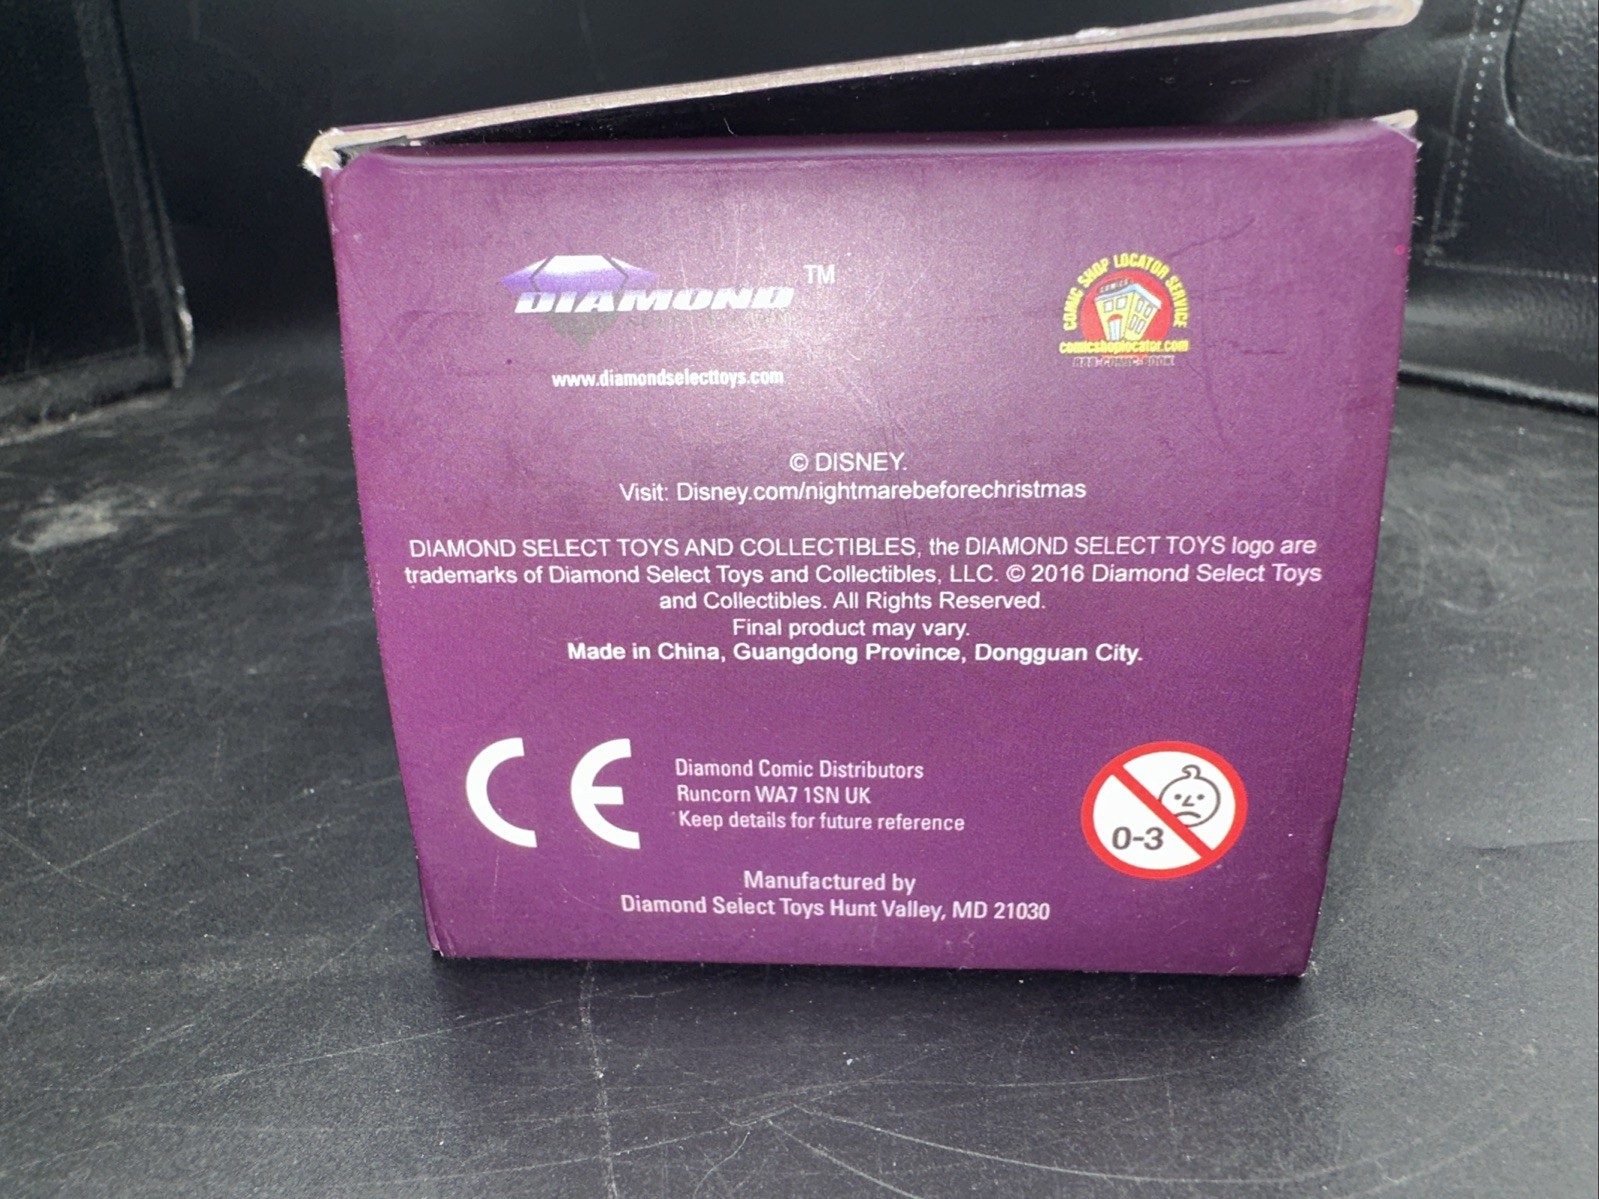 DIAMOND TM
www.diamondselecttoys.com
COMIC SHOP LOCATOR SERVICE
COMICS
comicshoplocator.com
888-COMIC-BOOK
© DISNEY.
Visit: Disney.com/nightmarebeforechristmas
DIAMOND SELECT TOYS AND COLLECTIBLES, the DIAMOND SELECT TOYS logo are
trademarks of Diamond Select Toys and Collectibles, LLC. © 2016 Diamond Select Toys
and Collectibles. All Rights Reserved.
Final product may vary.
Made in China, Guangdong Province, Dongguan City.
CE
Diamond Comic Distributors
Runcorn WA7 1SN UK
Keep details for future reference
0-3
Manufactured by
Diamond Select Toys Hunt Valley, MD 21030